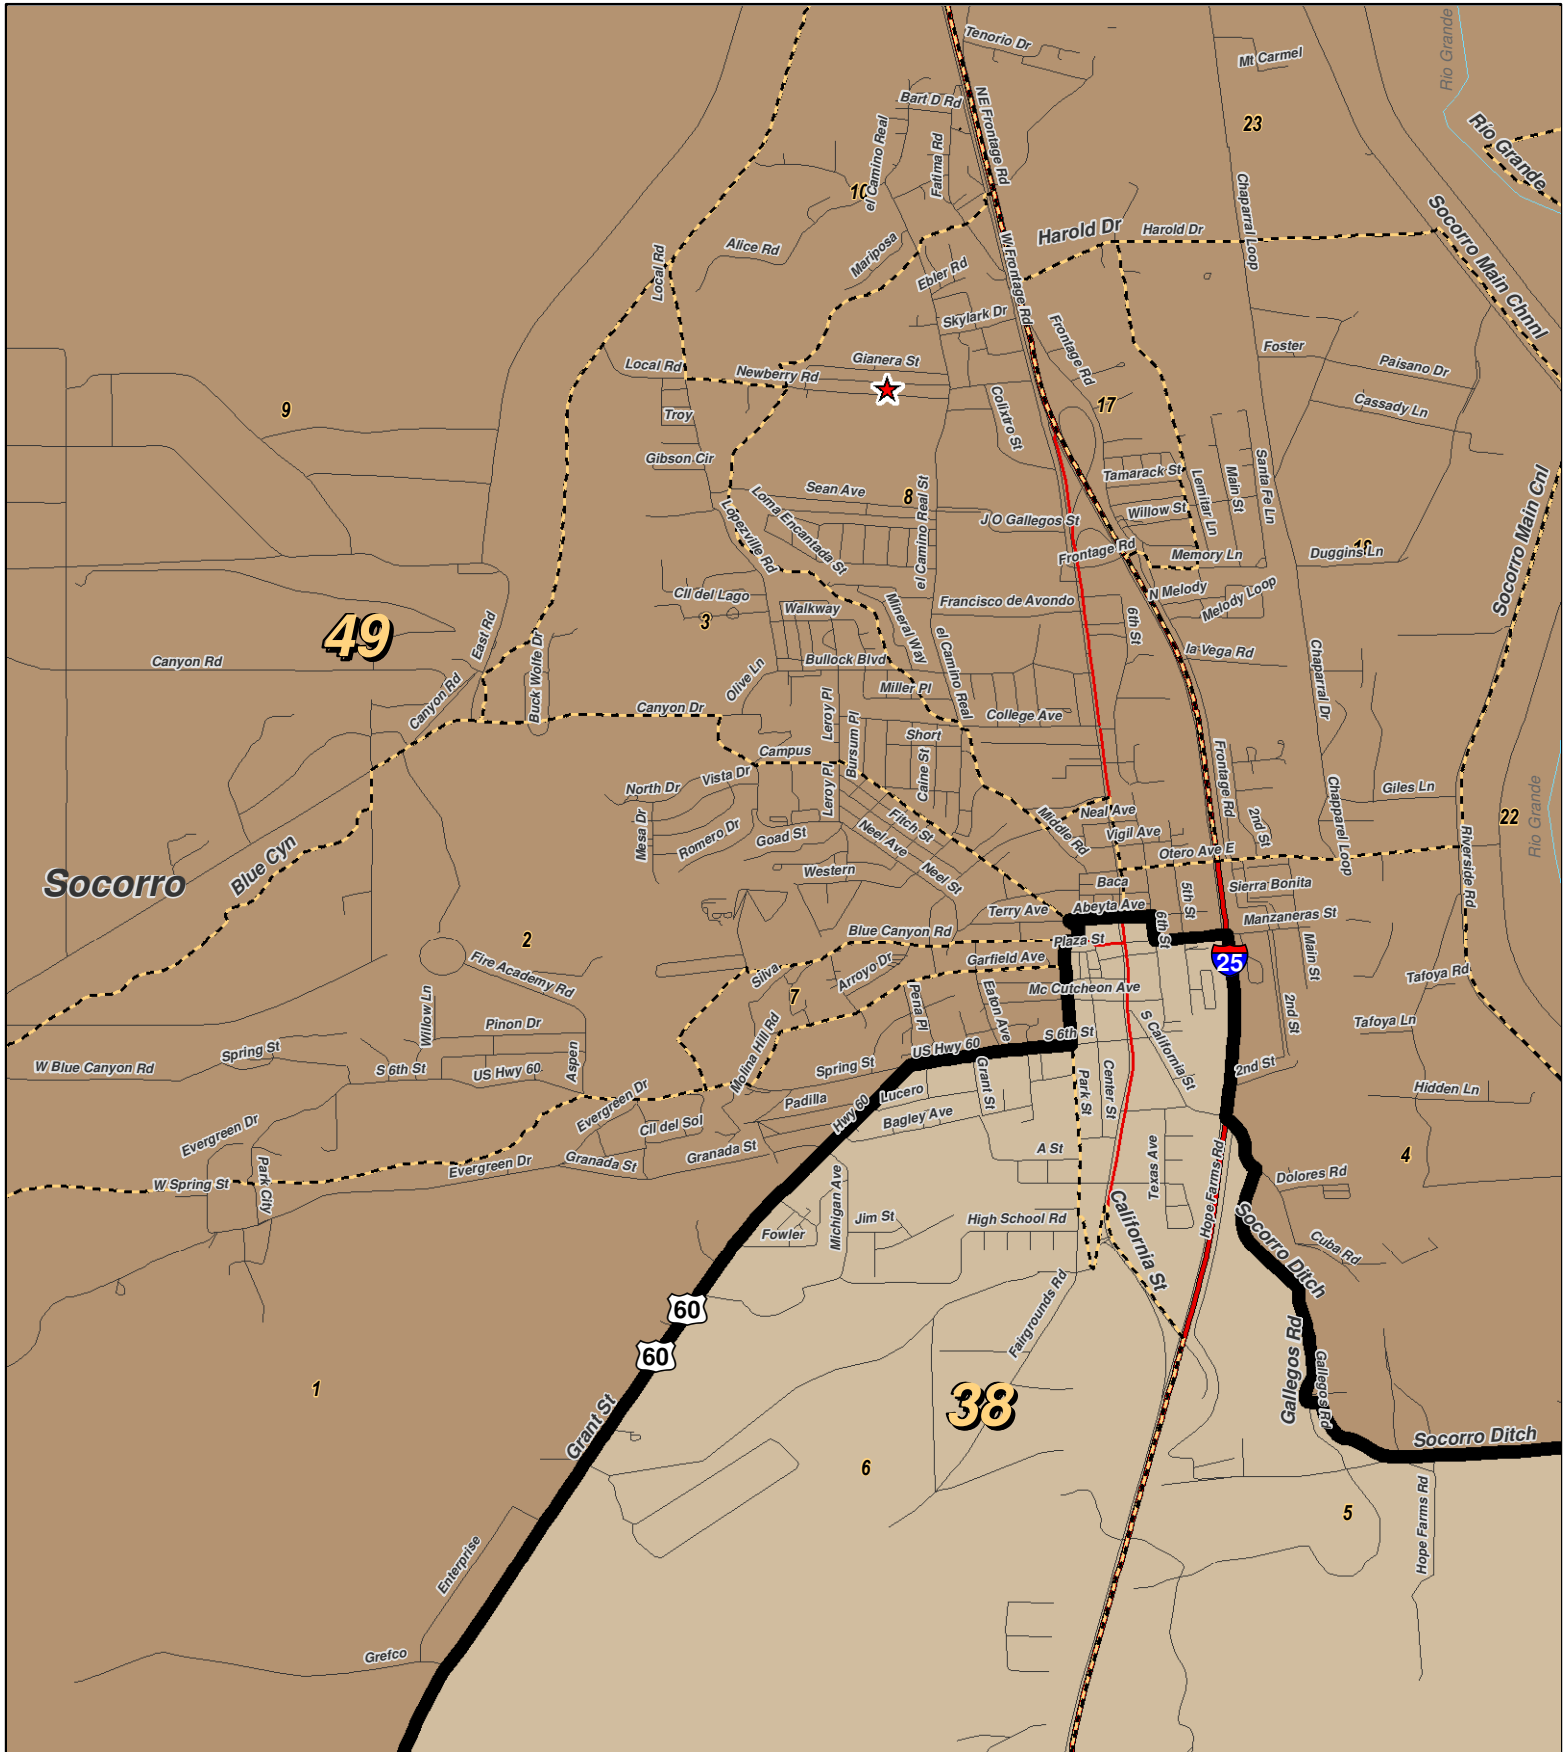 Tenorio Dr
Mt Carmel
Rio Grande
Bart D Rd
NE Frontage Rd
23
Río Grande
el Camino Real
Fatima Rd
10
Chaparral Loop
Socorro Main Chnnl
Harold Dr
Harold Dr
Alice Rd
Mariposa
W Frontage Rd
Local Rd
Ebler Rd
Skylark Dr
Frontage Rd
Foster
Gianera St
Local Rd
Newberry Rd
Paisano Dr
Cassady Ln
9
Troy
Colixtro St
17
Gibson Cir
Tamarack St
Lemitar Ln
Main St
Santa Fe Ln
Sean Ave
8
Loma Encantada St
Lopezville Rd
el Camino Real St
J O Gallegos St
Willow St
Socorro Main Cnl
Frontage Rd
Memory Ln
Duggins Ln
Cll del Lago
Walkway
Mineral Way
Francisco de Avondo
N Melody
Melody Loop
3
49
East Rd
6th St
Canyon Rd
Buck Wolfe Dr
Olive Ln
Bullock Blvd
el Camino Real
la Vega Rd
Chaparral Dr
Canyon Rd
Miller Pl
Leroy Pl
Canyon Dr
College Ave
Bursum Pl
Short
Campus
Caine St
Frontage Rd
North Dr
Vista Dr
Leroy Pl
Giles Ln
Chapparel Loop
Neal Ave
Middle Rd
2nd St
22
Rio Grande
Mesa Dr
Romero Dr
Goad St
Neel Ave
Fitch St
Vigil Ave
Otero Ave E
Riverside Rd
Blue Cyn
Socorro
Western
Neel St
Baca
5th St
Sierra Bonita
Terry Ave
Abeyta Ave
6th St
Manzaneras St
2
Blue Canyon Rd
Plaza St
Main St
25
Fire Academy Rd
Silva
Arroyo Dr
Garfield Ave
Tafoya Rd
7
Willow Ln
Pena Pl
Eaton Ave
Mc Cutcheon Ave
2nd St
Pinon Dr
Molina Hill Rd
S California St
Tafoya Ln
Spring St
US Hwy 60
S 6th St
W Blue Canyon Rd
S 6th St
US Hwy 60
Aspen
Spring St
Grant St
Park St
Center St
2nd St
Hidden Ln
Evergreen Dr
Padilla
Hwy 60
Lucero
Bagley Ave
Evergreen Dr
Cll del Sol
Granada St
A St
Texas Ave
Hope Farms Rd
4
Evergreen Dr
Granada St
Dolores Rd
W Spring St
Park City
Michigan Ave
Jim St
High School Rd
California St
Socorro Ditch
Cuba Rd
Fowler
60
Fairgrounds Rd
60
Gallegos Rd
Gallegos Rd
1
38
Grant St
Socorro Ditch
6
5
Hope Farms Rd
Enterprise
Grefco